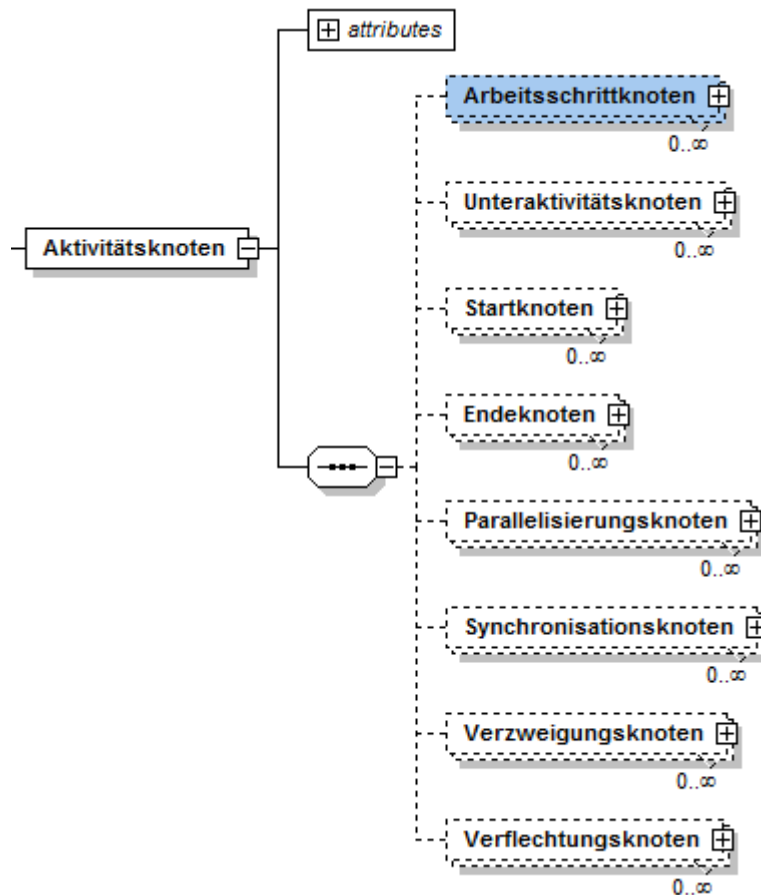 attributes
Arbeitsschrittknoten
0..∞
Unteraktivitätsknoten
0..∞
Aktivitätsknoten
Startknoten
0..∞
Endeknoten
0..∞
Parallelisierungsknoten
0..∞
Synchronisationsknoten
0..∞
Verzweigungsknoten
0..∞
Verflechtungsknoten
0..∞